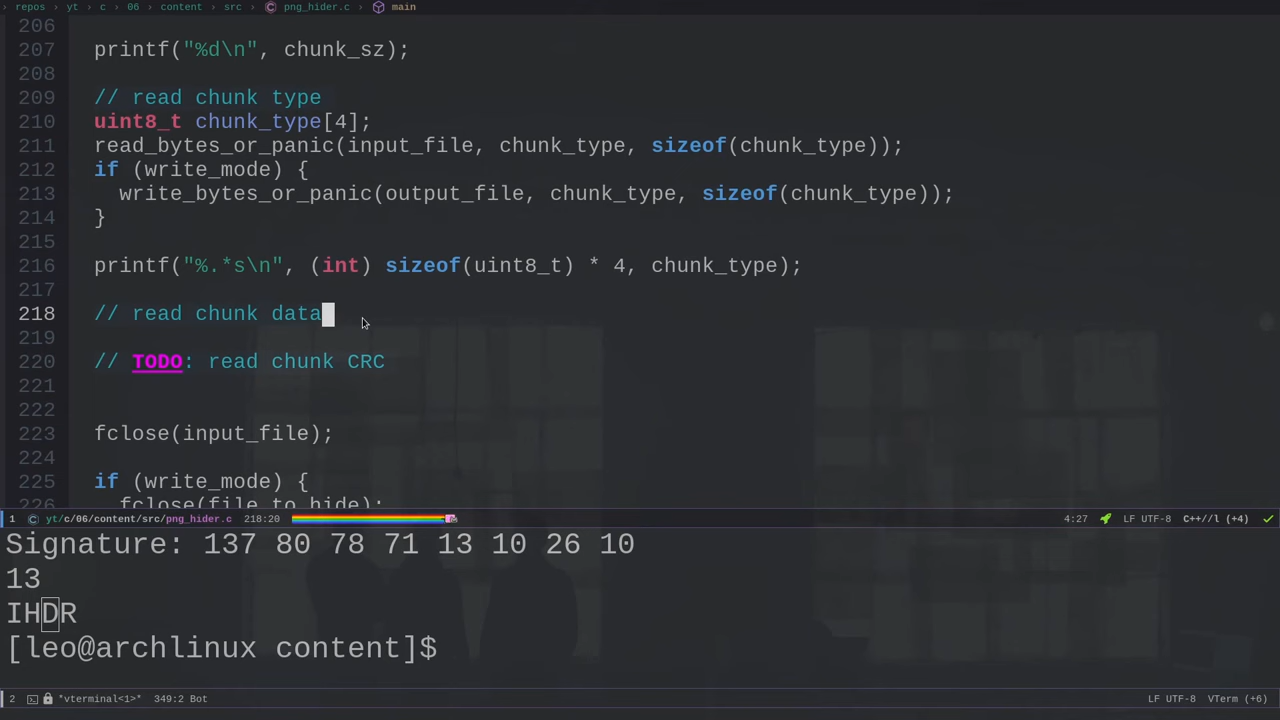 › repos › yt › c › 06 › content › src › png_hider.c › main
206
207 printf("%d\n", chunk_sz);
208
209 // read chunk type
210 uint8_t chunk_type[4];
211 read_bytes_or_panic(input_file, chunk_type, sizeof(chunk_type));
212 if (write_mode) {
213 write_bytes_or_panic(output_file, chunk_type, sizeof(chunk_type));
214 }
215
216 printf("%.*s\n", (int) sizeof(uint8_t) * 4, chunk_type);
217
218 // read chunk data
219
220 // TODO: read chunk CRC
221
222
223 fclose(input_file);
224
225 if (write_mode) {
226 fclose(file_to_hide);
1 yt/c/06/content/src/png_hider.c 218:20 4:27 LF UTF-8 C++//l (+4)
Signature: 137 80 78 71 13 10 26 10
13
IHDR
[leo@archlinux content]$
2 *vterminal<1>* 349:2 Bot LF UTF-8 VTerm (+6)